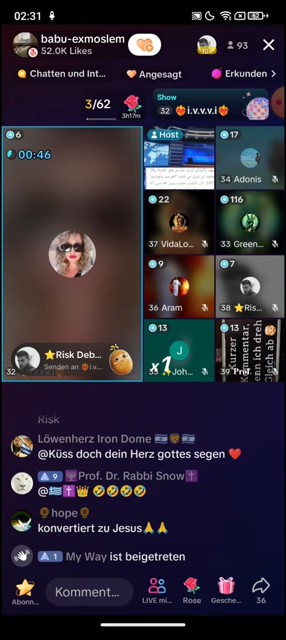 02:31
62
babu-exmoslem
52.0K Likes
93
Chatten und Int...
Angesagt
Erkunden
3/62
3h17m
Show
32 i.v.v.v.i
6
00:46
Host
17
34 Adonis
22
37 VidaLo...
116
33 Green...
9
36 Aram
7
38 Ris...
13
x1
J
Joh...
13
39 Prof.
Kurzer
Kommentar,
Risk Deb...
Senden an i.v...
32
Risk
Löwenherz Iron Dome
@Küss doch dein Herz gottes segen
9 Prof. Dr. Rabbi Snow
@
hope
konvertiert zu Jesus
1 My Way ist beigetreten
Abonn...
Komment...
LIVE mi...
Rose
Gesche...
36